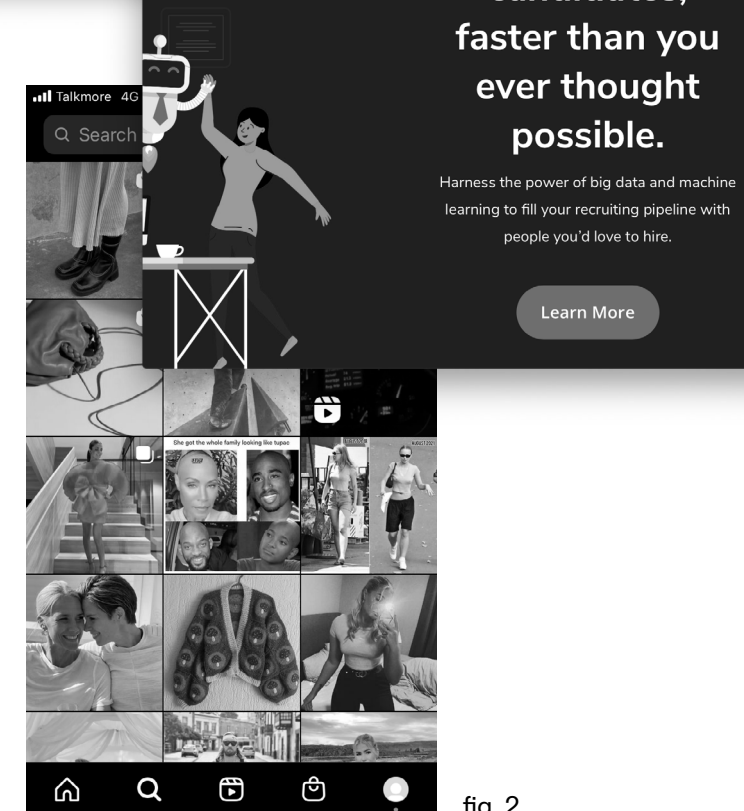 faster than you
ever thought
possible.
Harness the power of big data and machine
learning to fill your recruiting pipeline with
people you'd love to hire.
Learn More
Talkmore 4G
Search
She got the whole family looking like tupac
AUGUST 2021
fig. 2